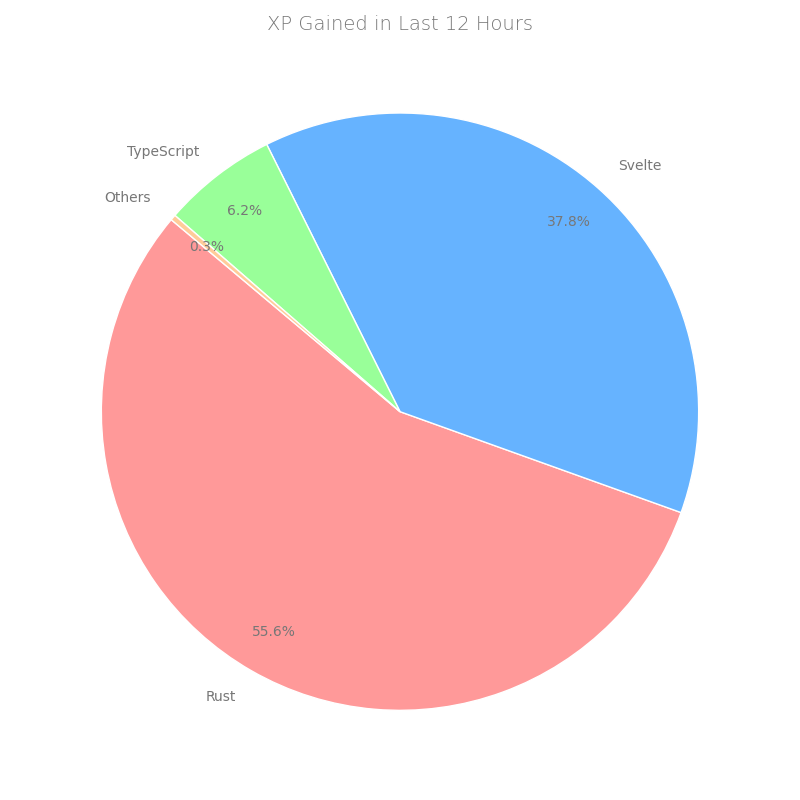 XP Gained in Last 12 Hours
TypeScript
Svelte
Others
6.2%
37.8%
0.3%
55.6%
Rust